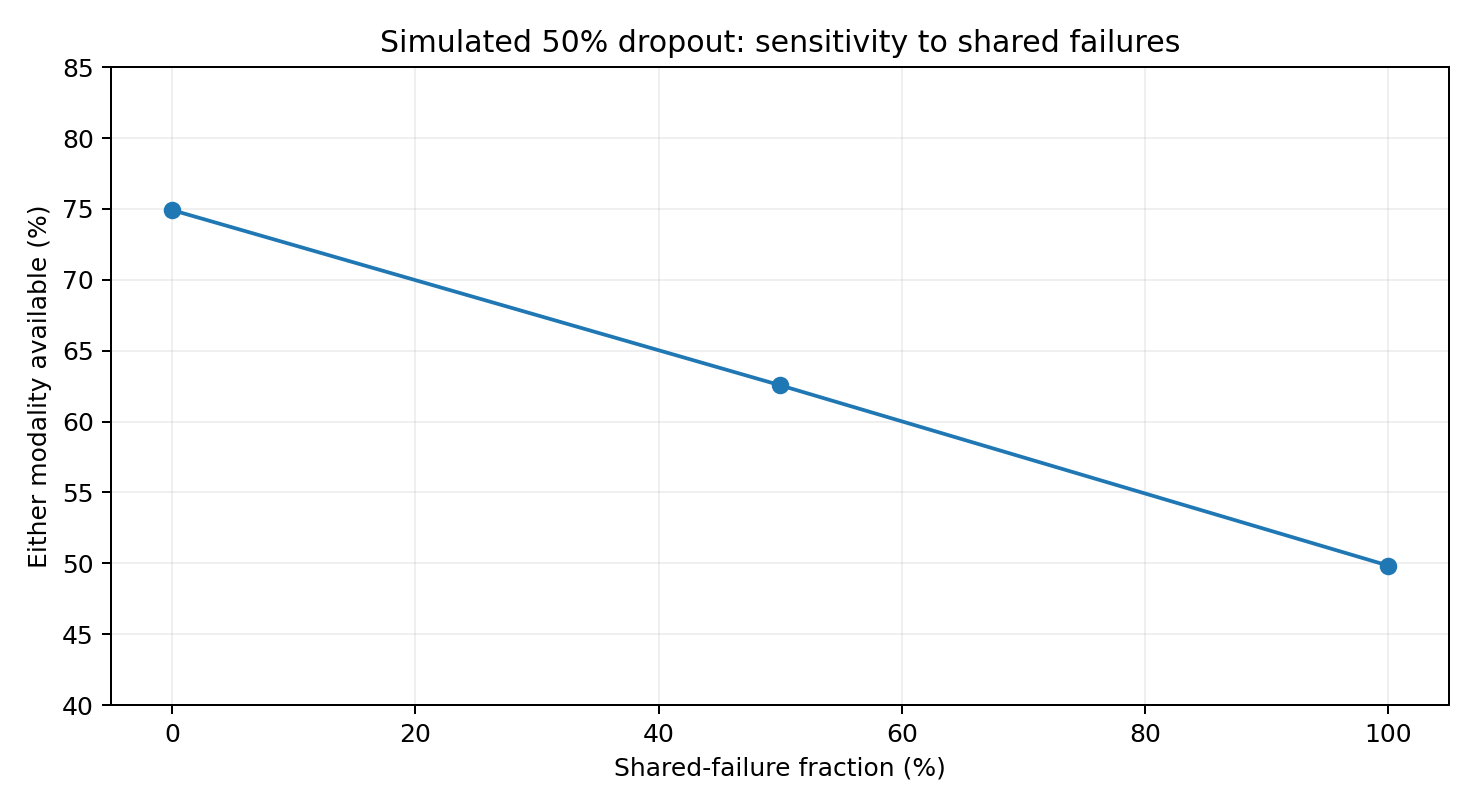 Simulated 50% dropout: sensitivity to shared failures
85
80
75
70
65
60
55
50
45
40
Either modality available (%)
0 20 40 60 80 100
Shared-failure fraction (%)